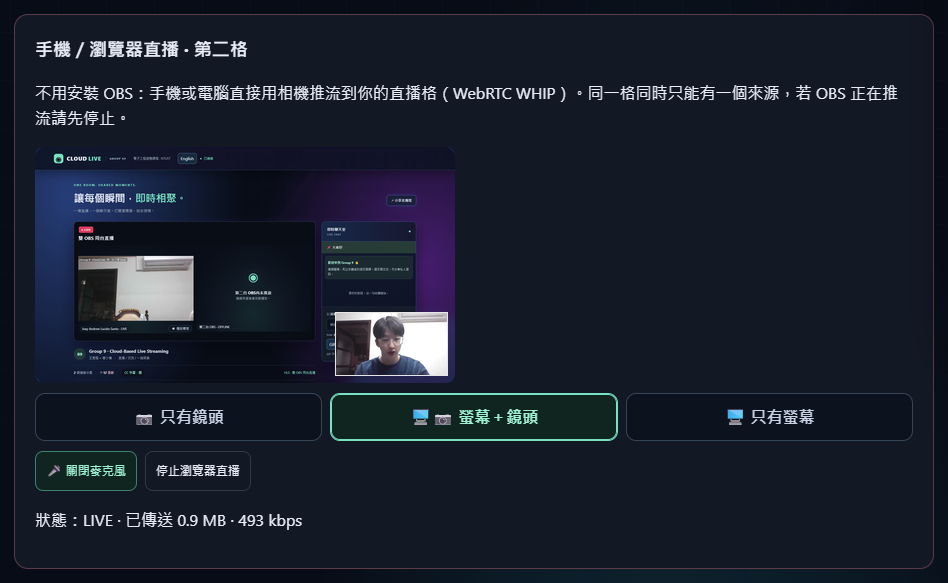 手機 / 瀏覽器直播 · 第二格
不用安裝 OBS：手機或電腦直接用相機推流到你的直播格（WebRTC WHIP）。同一格同時只能有一個來源，若 OBS 正在推
流請先停止。
CLOUD LIVE
English
讓每個瞬間，即時相聚。
雙 OBS 同台直播
Group 9 · Cloud-Based Live Streaming
只有鏡頭
螢幕 + 鏡頭
只有螢幕
關閉麥克風
停止瀏覽器直播
狀態：LIVE · 已傳送 0.9 MB · 493 kbps